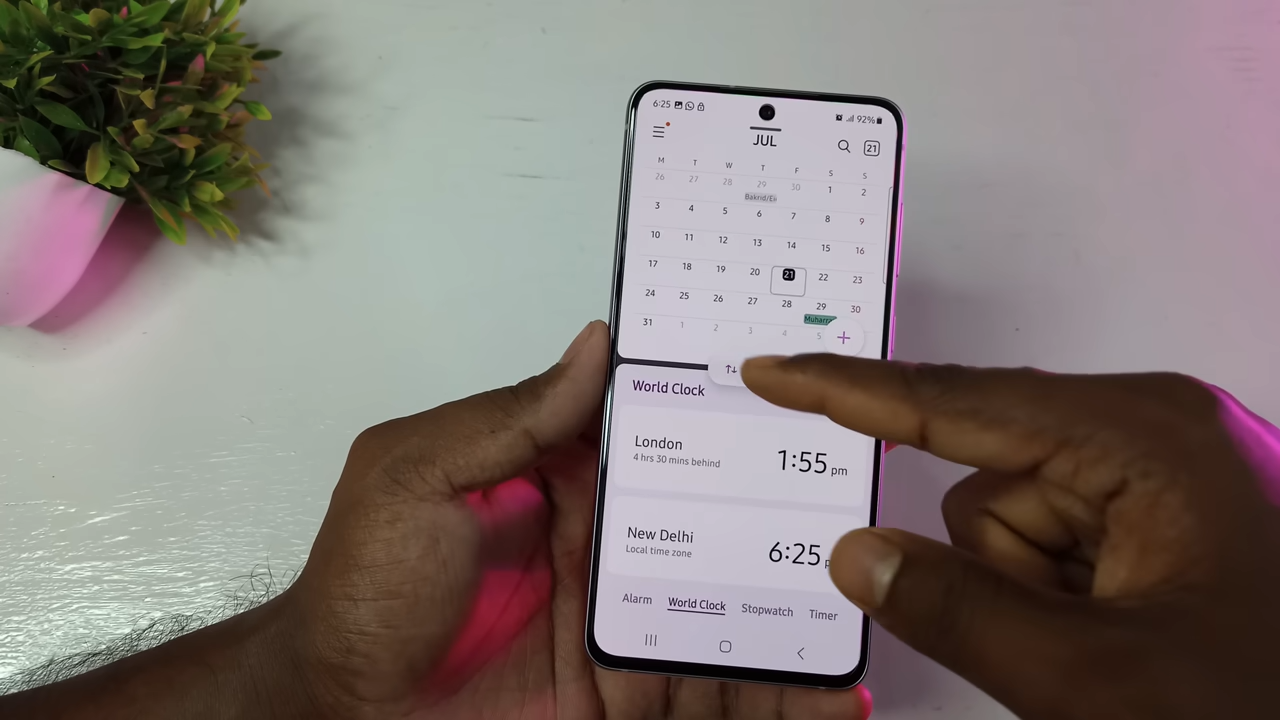 6:25 92%
JUL 21
M T W T F S S
26 27 28 29 30 1 2
Bakrid/E
3 4 5 6 7 8 9
10 11 12 13 14 15 16
17 18 19 20 21 22 23
24 25 26 27 28 29 30
Muharra
31 1 2 3 4 5
World Clock
London
4 hrs 30 mins behind
1:55 pm
New Delhi
Local time zone
6:25
Alarm World Clock Stopwatch Timer